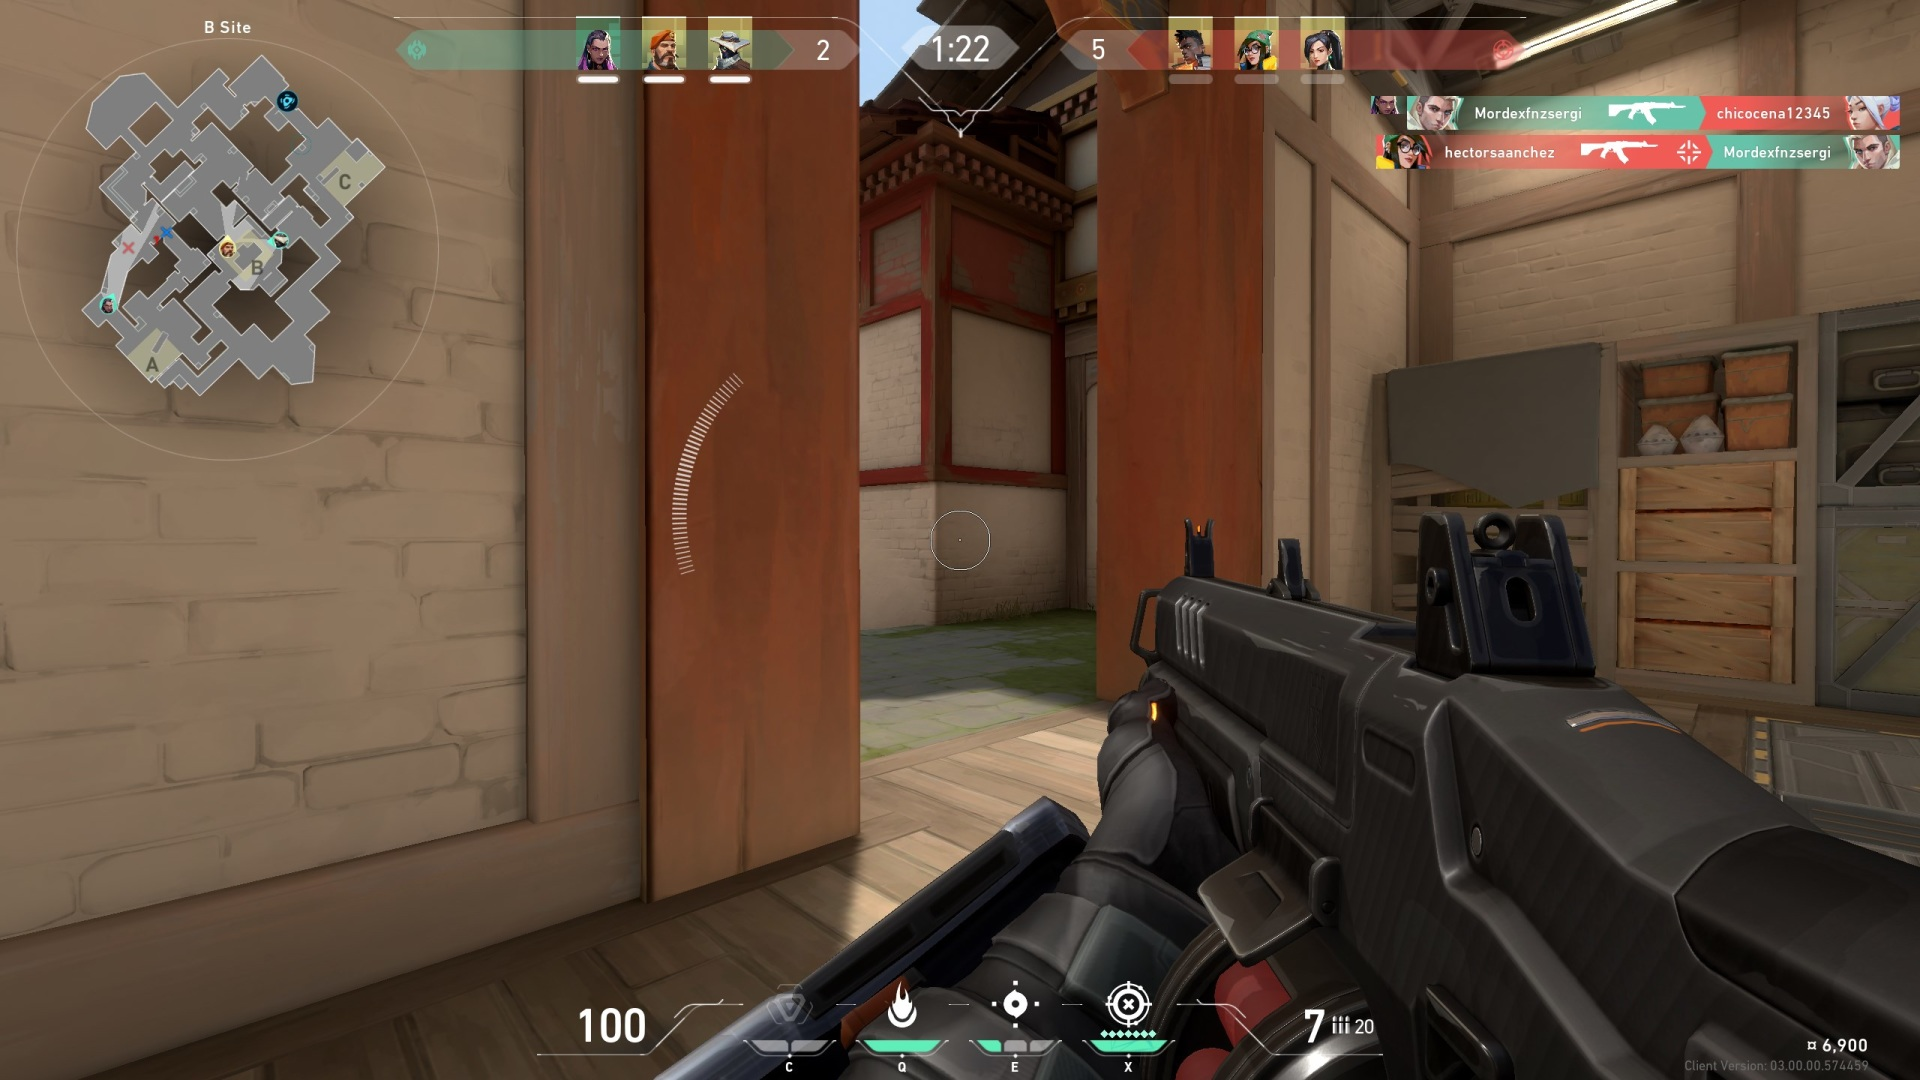 B Site
2
1:22
5
Mordexfnzsergi
chicocena12345
hectorsaanchez
Mordexfnzsergi
C
B
A
100
7
20
¤ 6,900
C
Q
E
X
Client Version: 03.00.00.574459